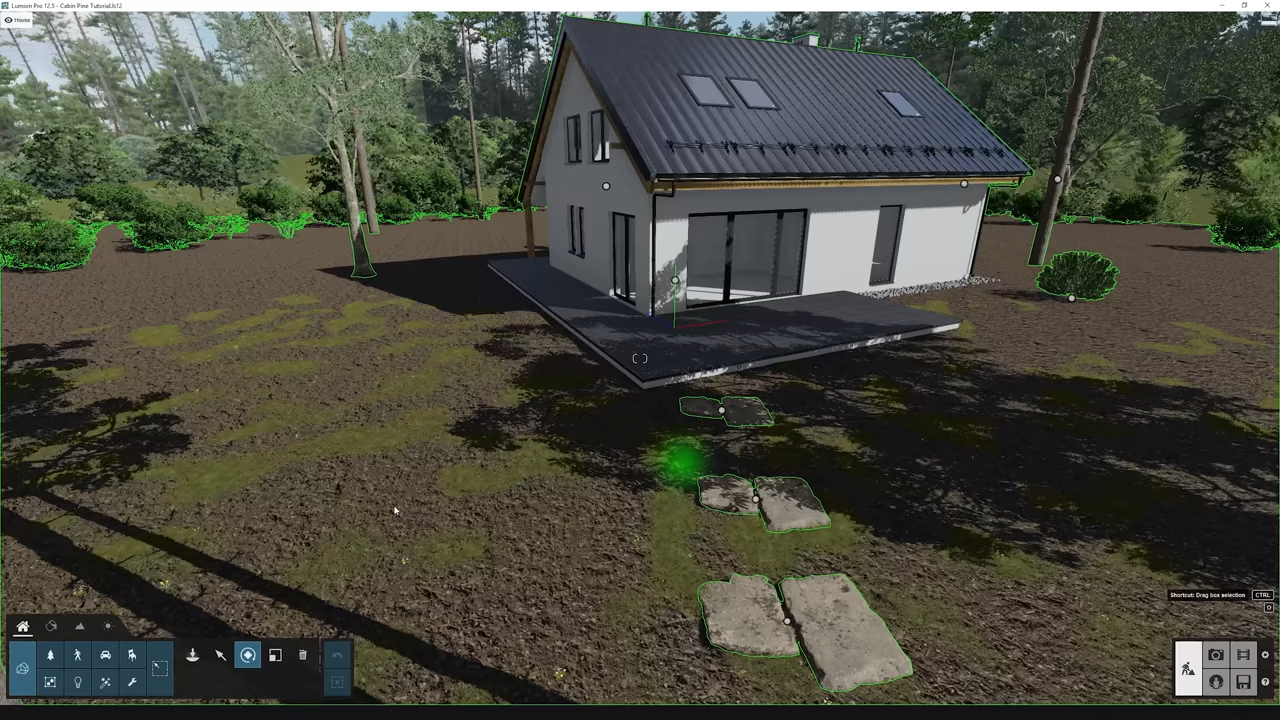 Lumion Pro 12.5 - Cabin Pine Tutorial.ls12
House
Shortcut: Drag box selection CTRL
O